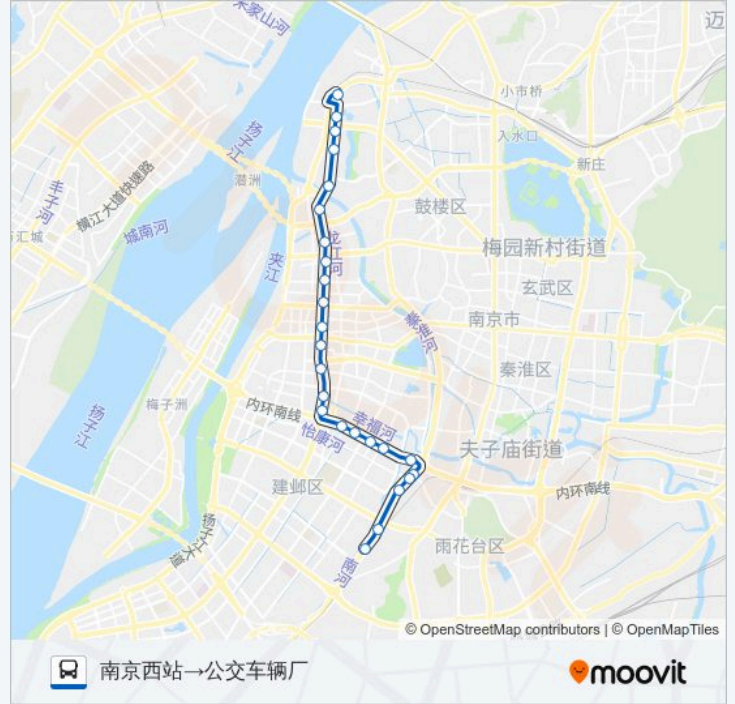 宋家山河
迈
小市桥
扬子江
入水口
新庄
潜洲
丰子河
横江大道快速路
鼓楼区
城南河
龙江河
梅园新村街道
夹江
玄武区
秦淮河
南京市
秦淮区
梅子洲
内环南线
幸福河
扬子江
怡康河
夫子庙街道
建邺区
内环南线
扬子江大道
雨花台区
南河
© OpenStreetMap contributors | © OpenMapTiles
南京西站→公交车辆厂
moovit